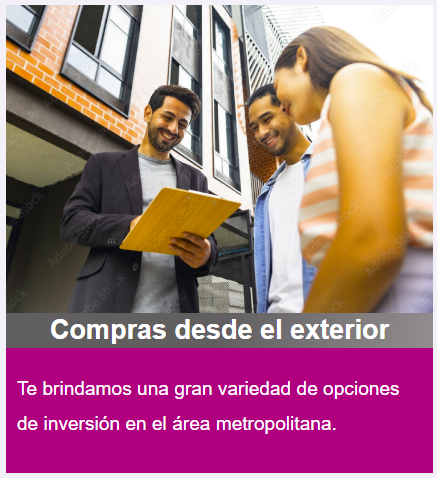 Compras desde el exterior
Te brindamos una gran variedad de opciones
de inversión en el área metropolitana.